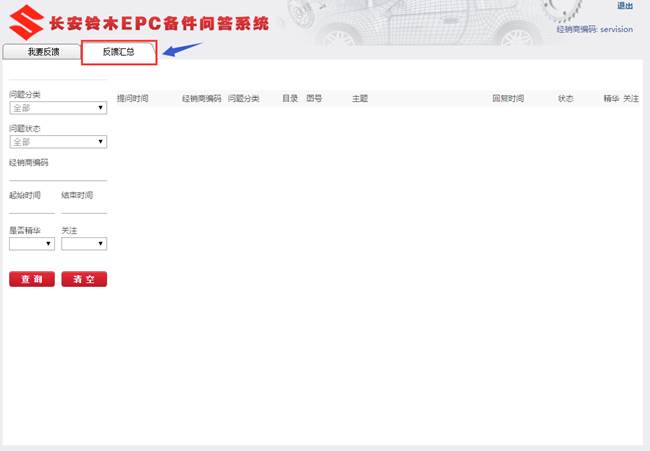 退出
长安铃木EPC备件问答系统
经销商编码: servision
我要反馈 反馈汇总
问题分类
全部
提问时间 经销商编码 问题分类 目录 图号 主题 回复时间 状态 精华 关注
问题状态
全部
经销商编码
起始时间 结束时间
是否精华 关注
查 询 清 空